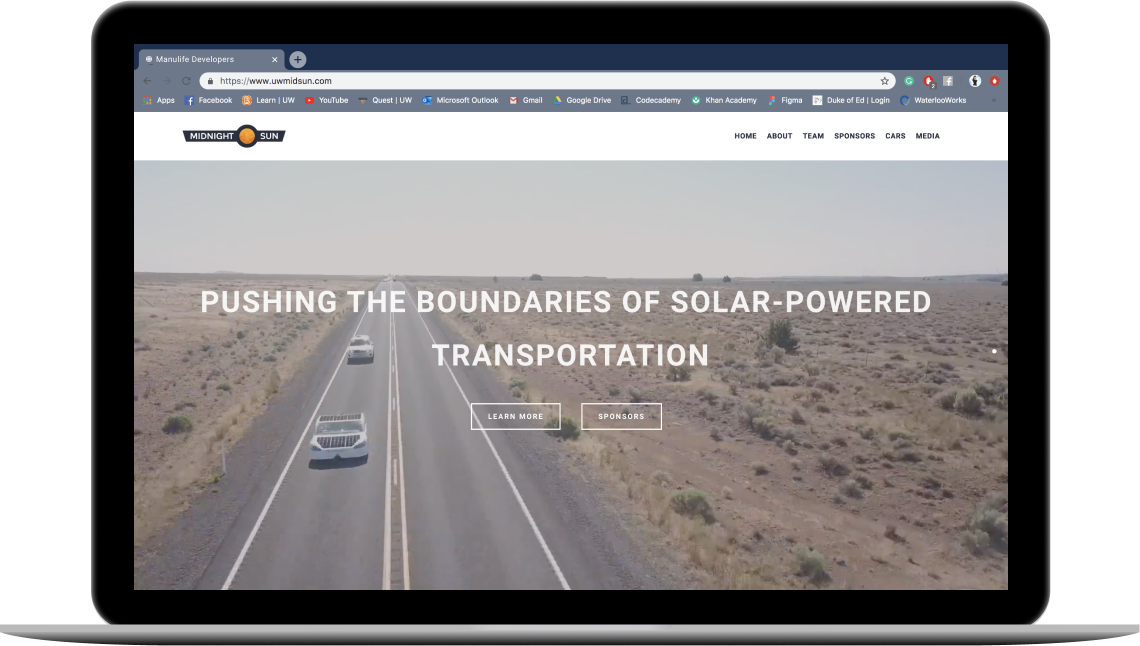 Manulife Developers
https://www.uwmidsun.com
2
Apps Facebook Learn | UW YouTube Quest | UW Microsoft Outlook Gmail Google Drive Codecademy Khan Academy Figma Duke of Ed | Login WaterlooWorks
MIDNIGHT SUN
HOME ABOUT TEAM SPONSORS CARS MEDIA
PUSHING THE BOUNDARIES OF SOLAR-POWERED
TRANSPORTATION
LEARN MORE SPONSORS